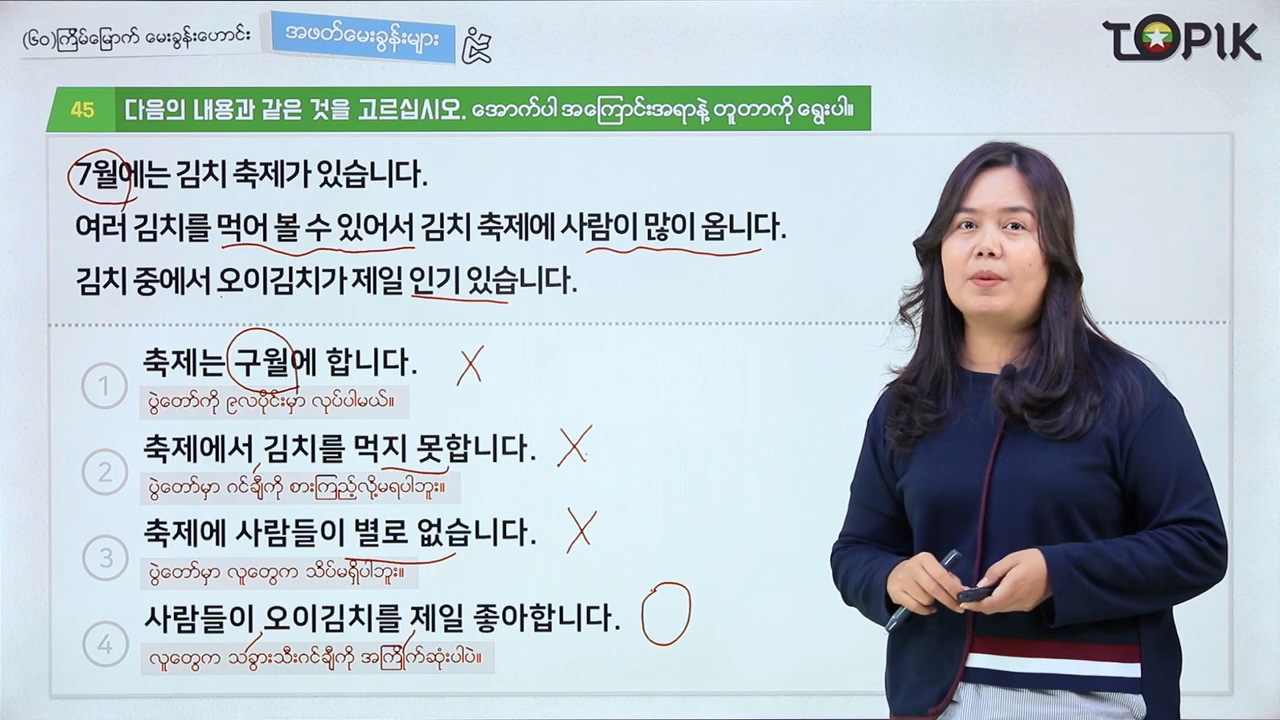 (၆၀)ကြိမ်မြောက် မေးခွန်းဟောင်း
အဖတ်မေးခွန်းများ
TOPIK
45 다음의 내용과 같은 것을 고르십시오. အောက်ပါ အကြောင်းအရာနဲ့ တူတာကို ရွေးပါ။
7월에는 김치 축제가 있습니다.
여러 김치를 먹어 볼 수 있어서 김치 축제에 사람이 많이 옵니다.
김치 중에서 오이김치가 제일 인기 있습니다.
1 축제는 구월에 합니다. X
ပွဲတော်ကို ၉လပိုင်းမှာ လုပ်ပါမယ်။
2 축제에서 김치를 먹지 못합니다. X
ပွဲတော်မှာ ဂင်ချီကို စားကြည့်လို့မရပါဘူး။
3 축제에 사람들이 별로 없습니다. X
ပွဲတော်မှာ လူတွေက သိပ်မရှိပါဘူး။
4 사람들이 오이김치를 제일 좋아합니다. O
လူတွေက သခွားသီးဂင်ချီကို အကြိုက်ဆုံးပါပဲ။